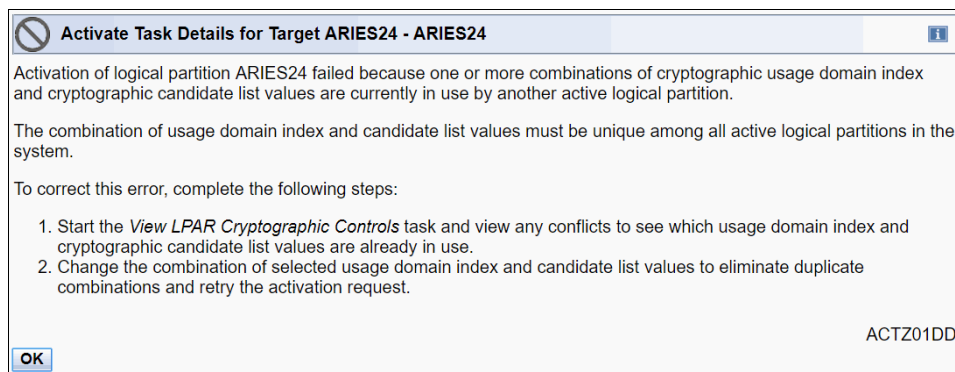 Activate Task Details for Target ARIES24 - ARIES24
i
Activation of logical partition ARIES24 failed because one or more combinations of cryptographic usage domain index
and cryptographic candidate list values are currently in use by another active logical partition.
The combination of usage domain index and candidate list values must be unique among all active logical partitions in the
system.
To correct this error, complete the following steps:
1. Start the View LPAR Cryptographic Controls task and view any conflicts to see which usage domain index and
cryptographic candidate list values are already in use.
2. Change the combination of selected usage domain index and candidate list values to eliminate duplicate
combinations and retry the activation request.
ACTZ01DD
OK